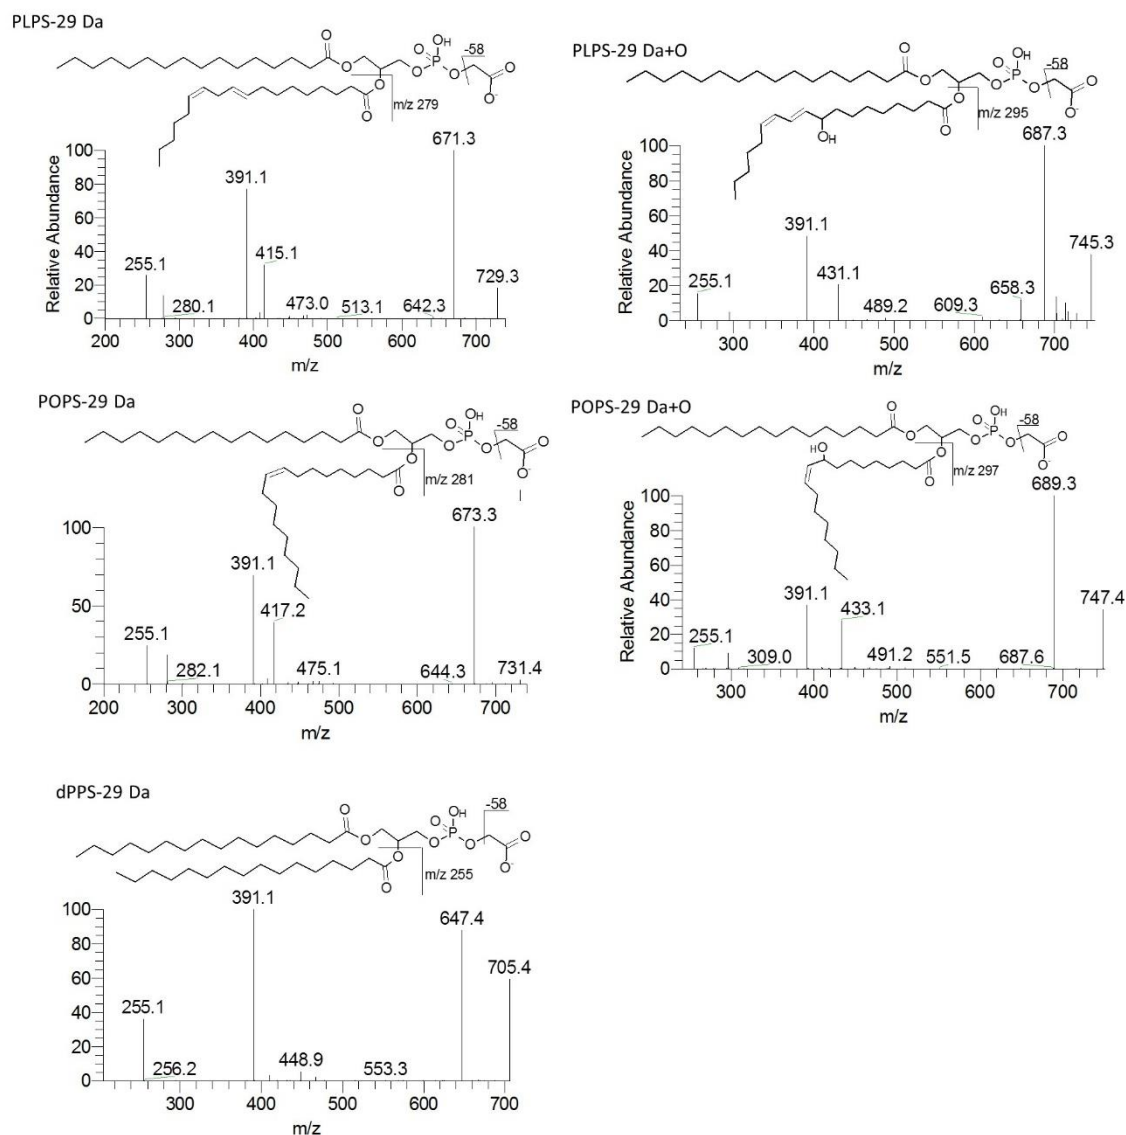 PLPS-29 Da
O
O
O
O
O
P
OH
O
-58
O
O⁻
m/z 279
Relative Abundance
100
80
60
40
20
0
255.1
280.1
391.1
415.1
473.0
513.1
642.3
671.3
729.3
200 300 400 500 600 700
m/z
PLPS-29 Da+O
O
O
O
O
O
P
OH
O
-58
O
O⁻
OH
m/z 295
Relative Abundance
100
80
60
40
20
0
255.1
391.1
431.1
489.2
609.3
658.3
687.3
745.3
300 400 500 600 700
m/z
POPS-29 Da
O
O
O
O
O
P
OH
O
-58
O
O⁻
m/z 281
100
50
0
255.1
282.1
391.1
417.2
475.1
644.3
673.3
731.4
200 300 400 500 600 700
m/z
POPS-29 Da+O
O
O
O
O
O
P
OH
O
-58
O
O⁻
HO
m/z 297
Relative Abundance
100
80
60
40
20
0
255.1
309.0
391.1
433.1
491.2
551.5
687.6
689.3
747.4
300 400 500 600 700
m/z
dPPS-29 Da
O
O
O
O
O
P
OH
O
-58
O
O⁻
m/z 255
100
80
60
40
20
0
255.1
256.2
391.1
448.9
553.3
647.4
705.4
300 400 500 600 700
m/z